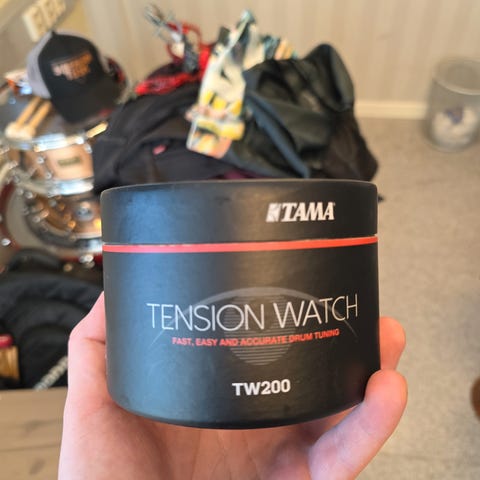 TAMA
TENSION WATCH
FAST, EASY AND ACCURATE DRUM TUNING
TW200